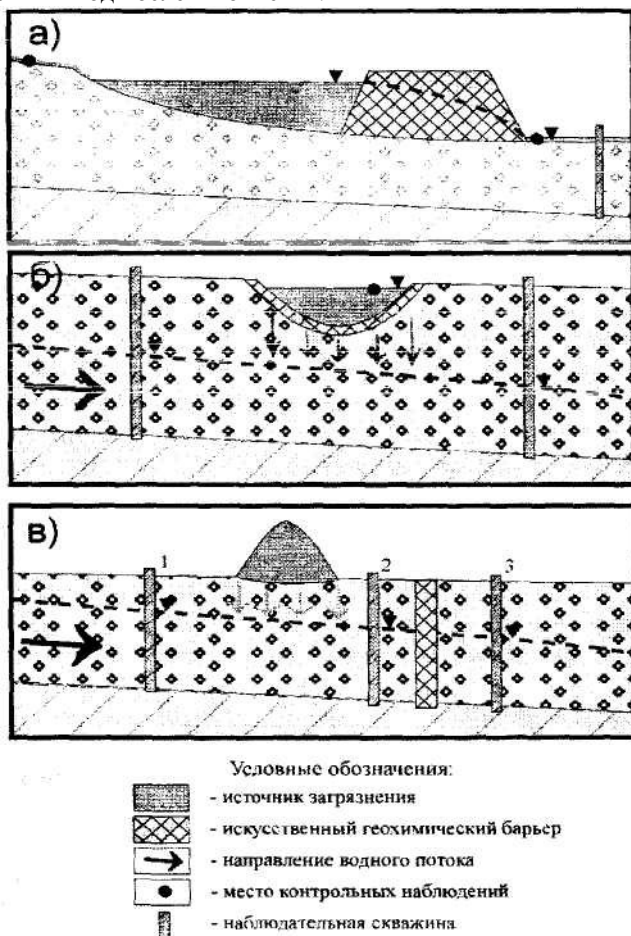 а)
б)
в)
1
2
3
Условные обозначения:
- источник загрязнения
- искусственный геохимический барьер
- направление водного потока
- место контрольных наблюдений
- наблюдательная скважина